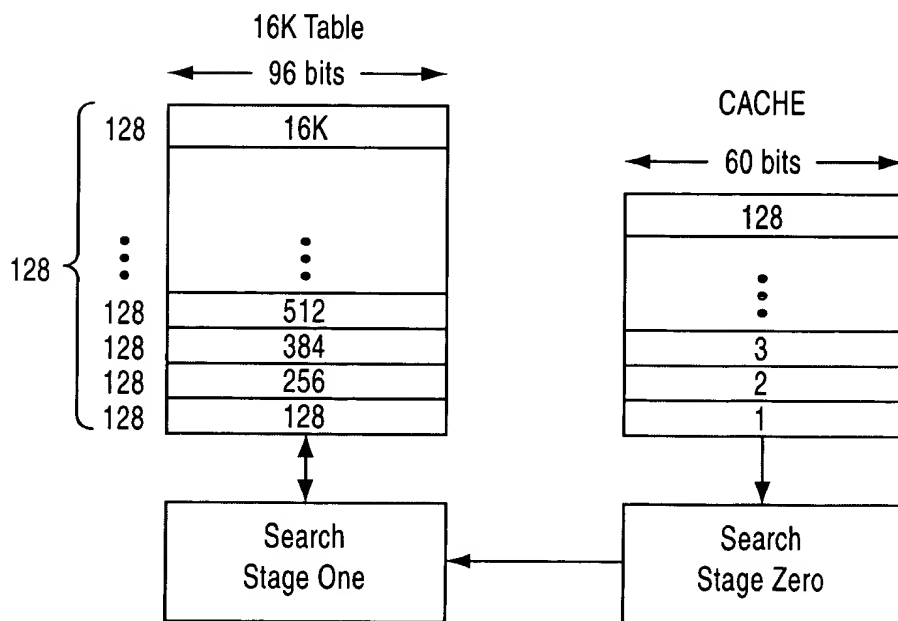 16K Table
96 bits
128
16K
128
128
512
128
384
128
256
128
128
Search
Stage One
CACHE
60 bits
128
3
2
1
Search
Stage Zero